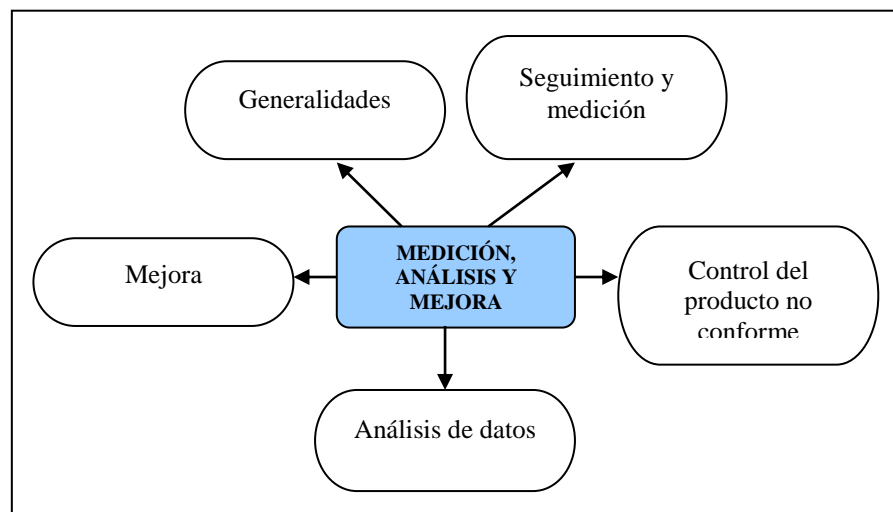 Generalidades
Seguimiento y
medición
Mejora
MEDICIÓN,
ANÁLISIS Y
MEJORA
Control del
producto no
conforme
Análisis de datos